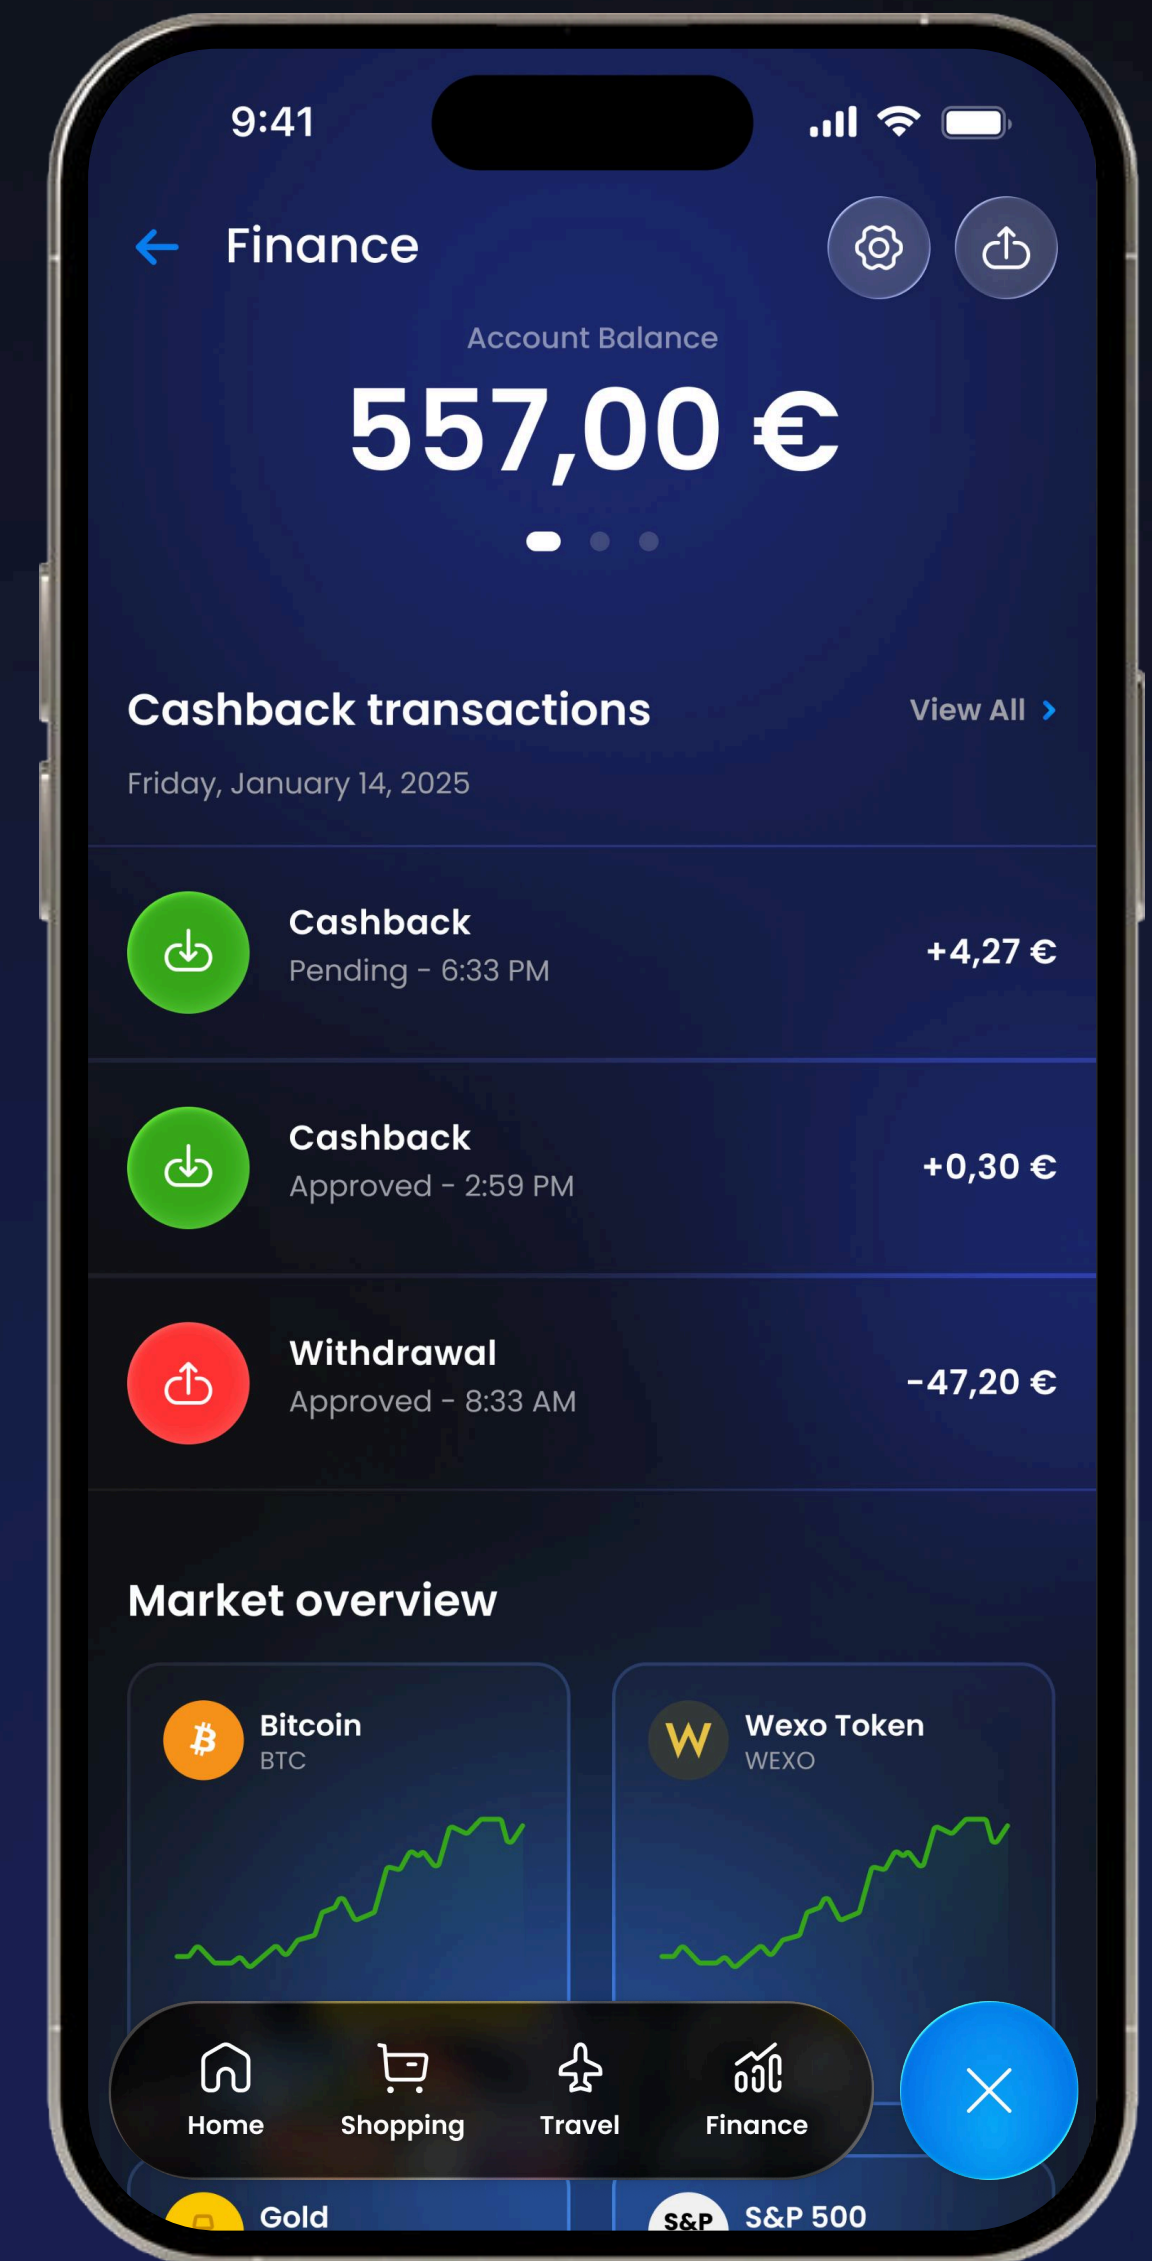 9:41
Finance
Account Balance
557,00 €
Cashback transactions
View All
Friday, January 14, 2025
Cashback
Pending - 6:33 PM
+4,27 €
Cashback
Approved - 2:59 PM
+0,30 €
Withdrawal
Approved - 8:33 AM
-47,20 €
Market overview
Bitcoin
BTC
W
Wexo Token
WEXO
Home
Shopping
Travel
Finance
Gold
S&P
S&P 500